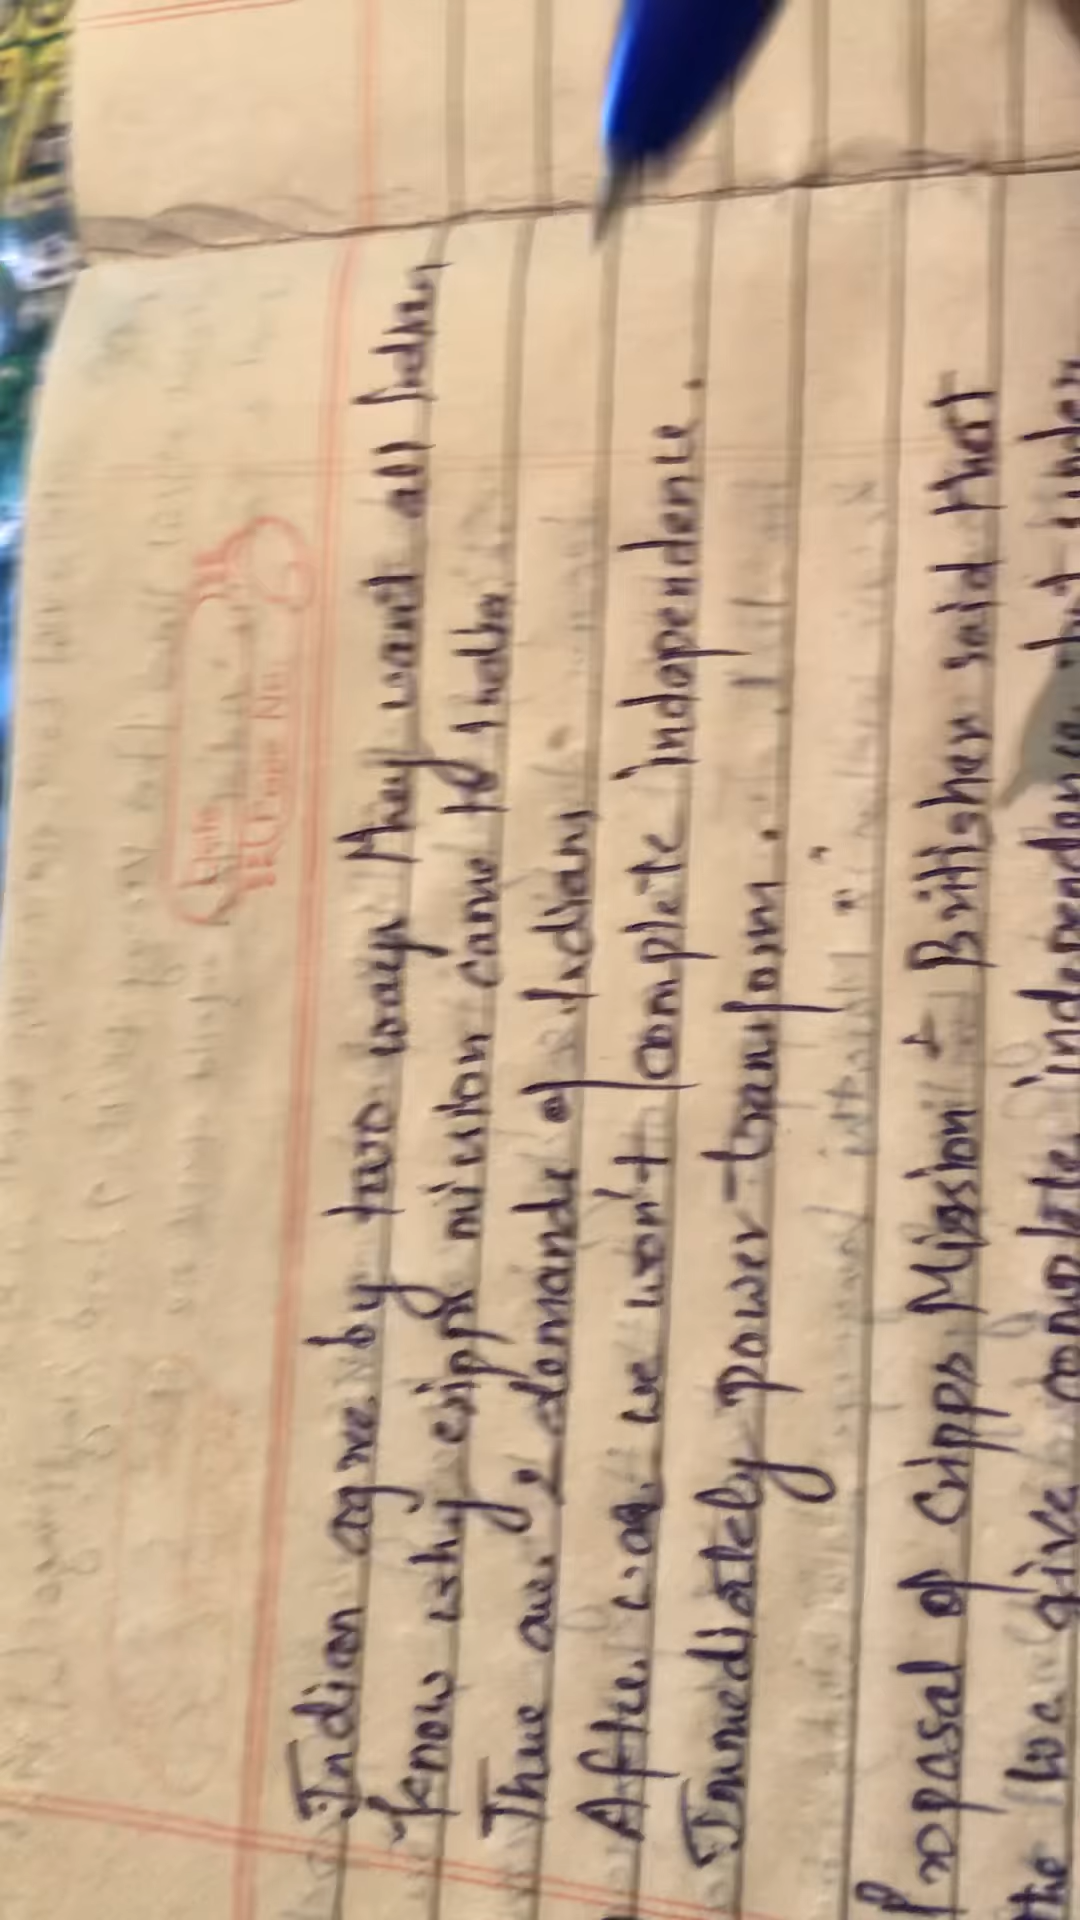 Indian agree by two ways they want all Indian
know why cripps mission came to India
There are, demands of Indians
After war we won't complete independence.
Immediately power transform.
Proposal of Cripps Mission :- Britisher said that
the we give complete independence, but under